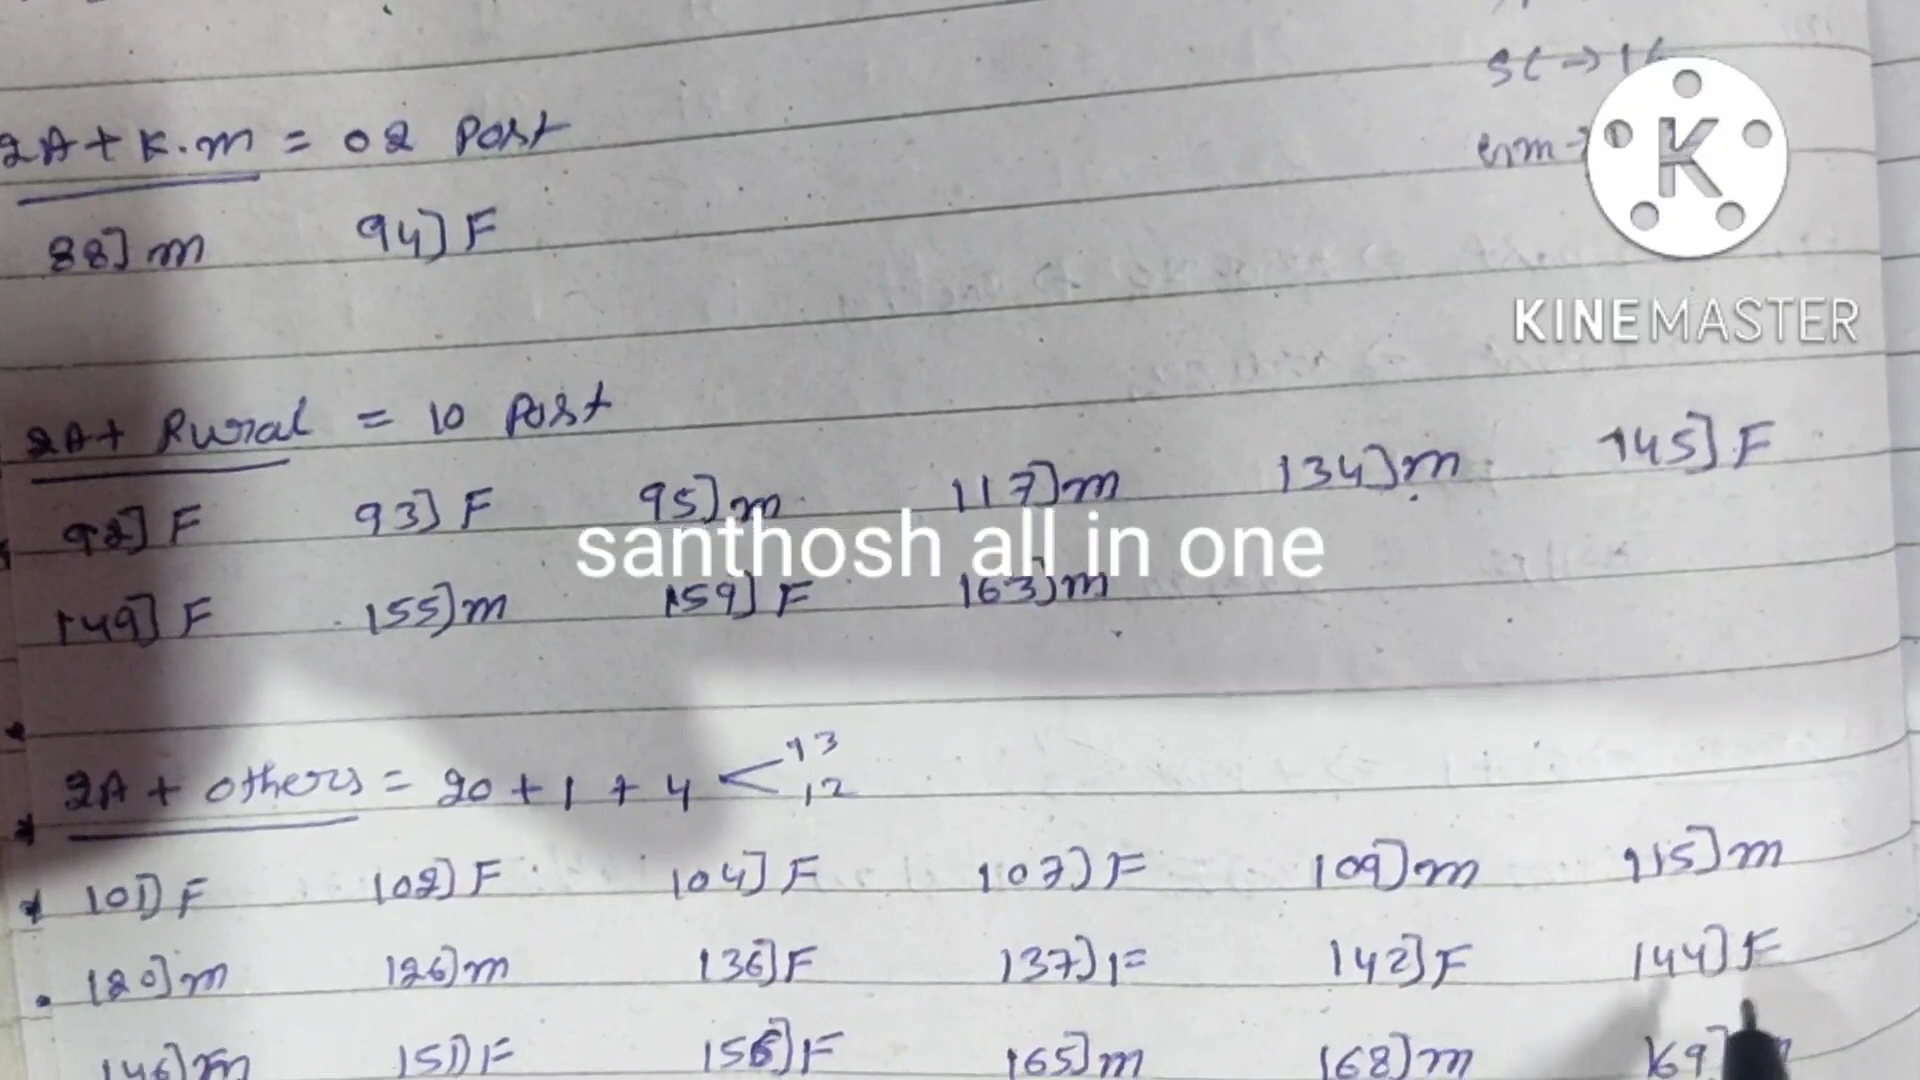 SC → 1
2A + K.M = 02 Post
Gm →
88] m 94] F
KINEMASTER
2A + Rural = 10 Post
92] F 93] F 95] m 117] m 134] m 145] F
santhosh all in one
149] F 155] m 159] F 163] m
2A + others = 20 + 1 + 4 < 13
12
101] F 102] F 104] F 107] F 109] m 115] m
120] m 126] m 136] F 137] F 142] F 144] F
146] m 151] F 156] F 165] m 168] m 169]